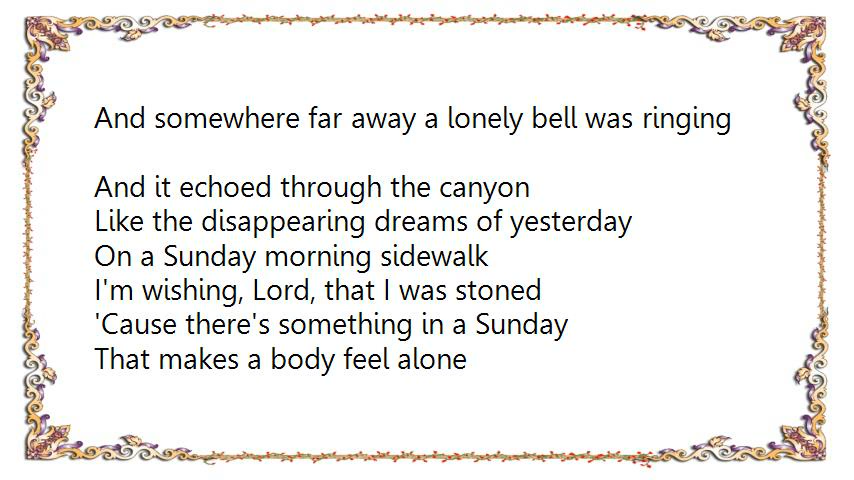 And somewhere far away a lonely bell was ringing
And it echoed through the canyon
Like the disappearing dreams of yesterday
On a Sunday morning sidewalk
I'm wishing, Lord, that I was stoned
'Cause there's something in a Sunday
That makes a body feel alone